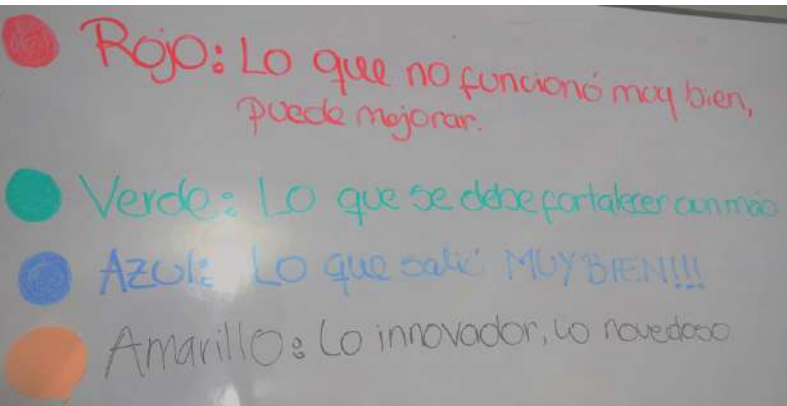 Rojo: Lo que no funcionó muy bien,
puede mejorar.
Verde: Lo que se debe fortalecer aun más
Azul: Lo que salió MUY BIEN!!!
Amarillo: Lo innovador, lo novedoso.